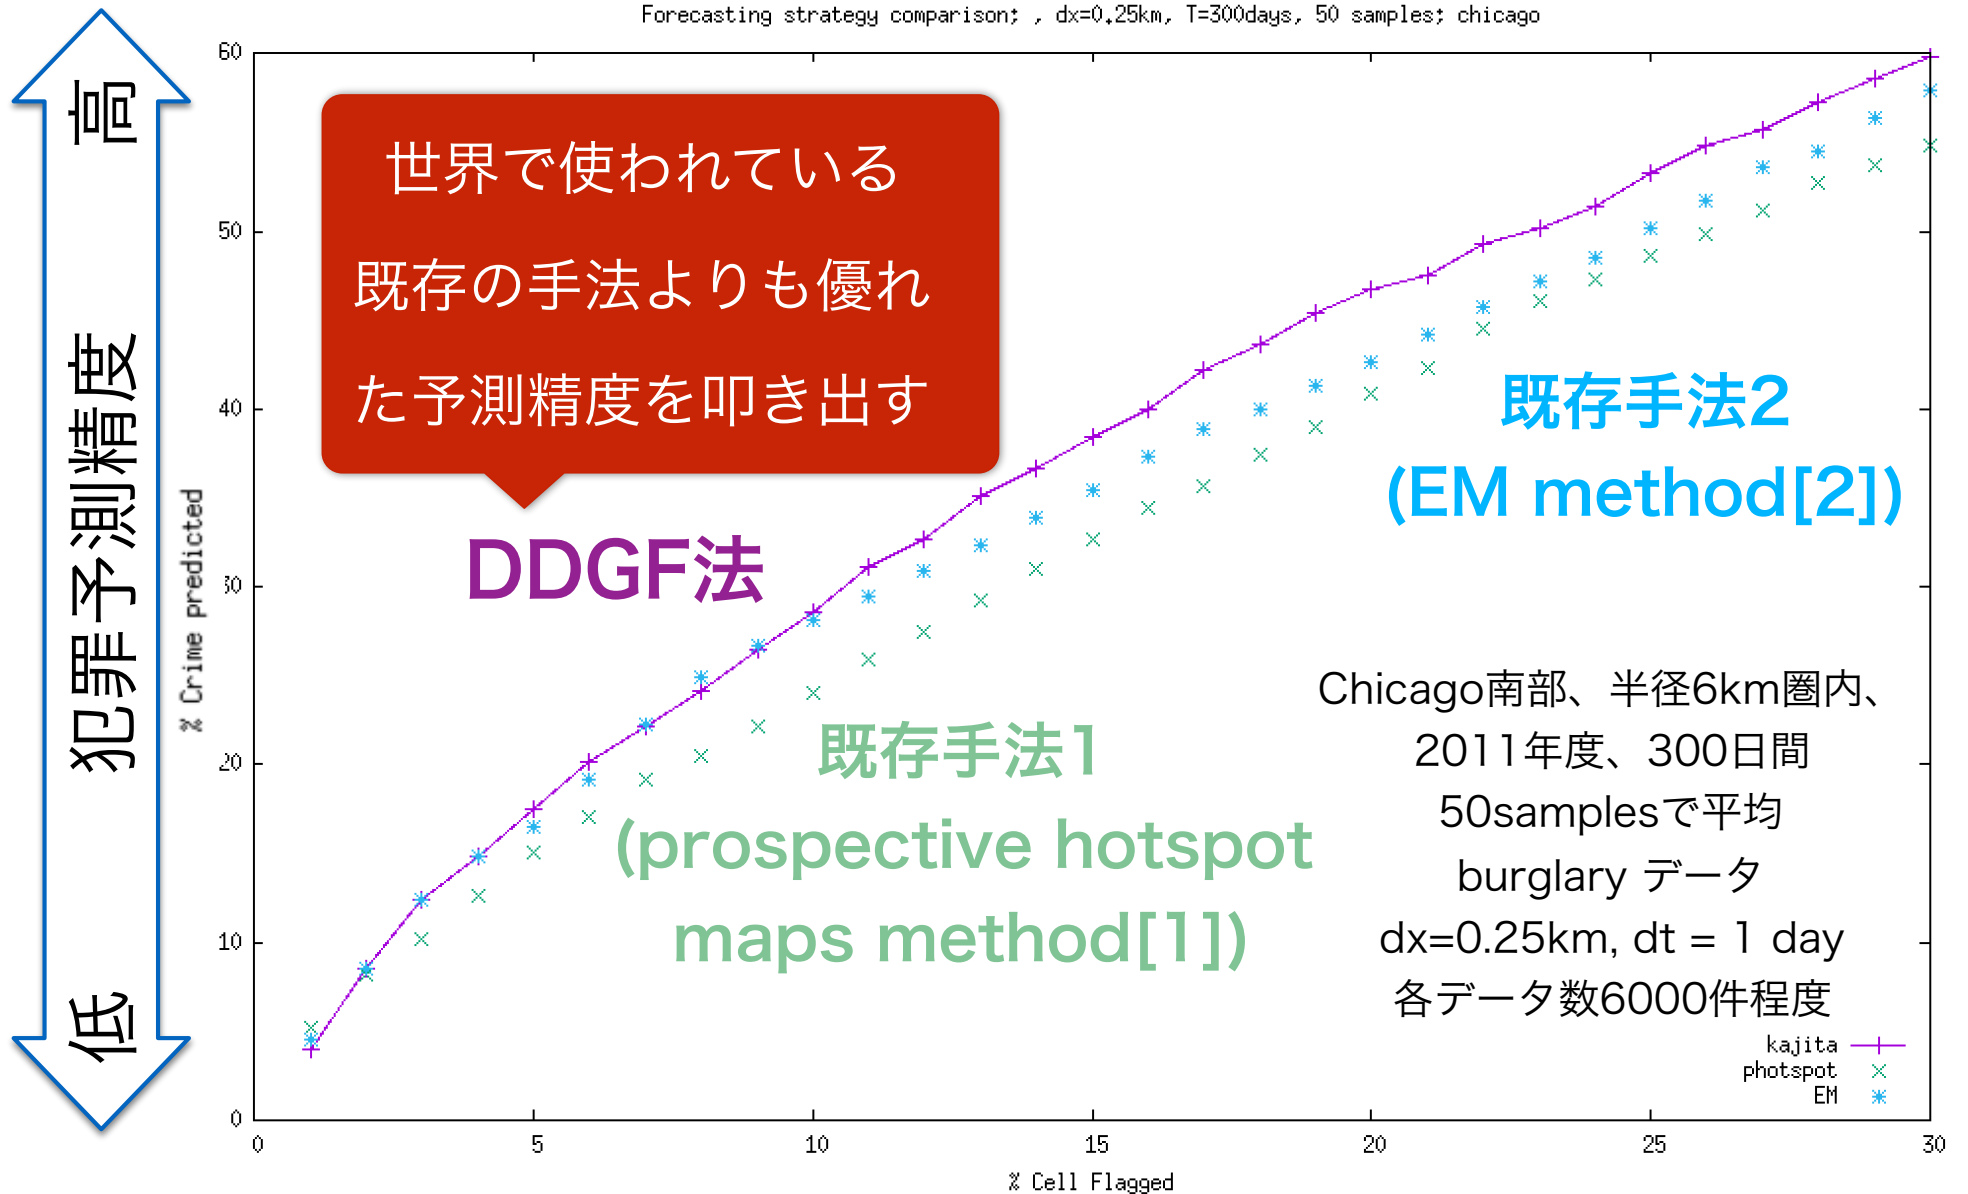 Forecasting strategy comparison; , dx=0.25km, T=300days, 50 samples; chicago
高
犯罪予測精度
低
% Crime predicted
60
50
40
30
20
10
0
世界で使われている
既存の手法よりも優れ
た予測精度を叩き出す
DDGF法
既存手法2
(EM method[2])
既存手法1
(prospective hotspot
maps method[1])
Chicago南部、半径6km圏内、
2011年度、300日間
50samplesで平均
burglary データ
dx=0.25km, dt = 1 day
各データ数6000件程度
kajita
photspot
EM
0 5 10 15 20 25 30
% Cell Flagged